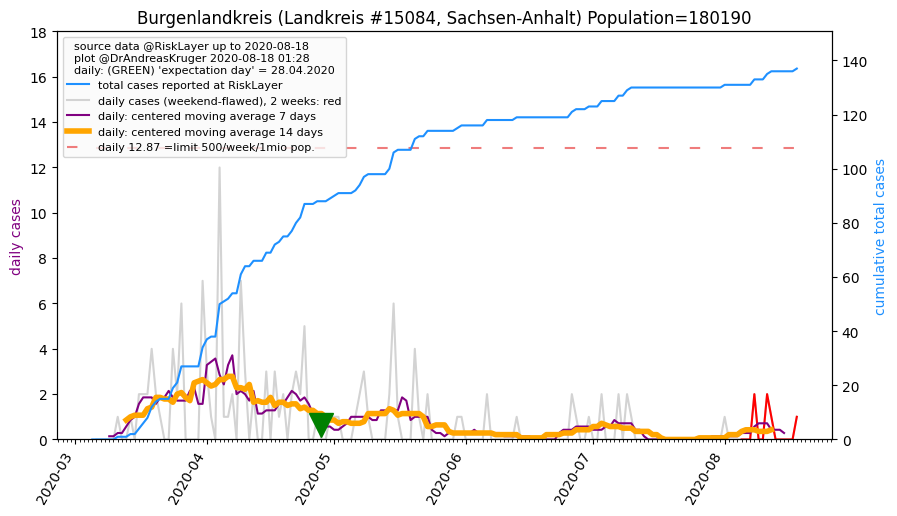 Burgenlandkreis (Landkreis #15084, Sachsen-Anhalt) Population=180190
source data @RiskLayer up to 2020-08-18
plot @DrAndreasKruger 2020-08-18 01:28
daily: (GREEN) 'expectation day' = 28.04.2020
total cases reported at RiskLayer
daily cases (weekend-flawed), 2 weeks: red
daily: centered moving average 7 days
daily: centered moving average 14 days
daily 12.87 =limit 500/week/1mio pop.
daily cases
18
16
14
12
10
8
6
4
2
0
140
120
100
80
60
40
20
0
cumulative total cases
2020-03
2020-04
2020-05
2020-06
2020-07
2020-08